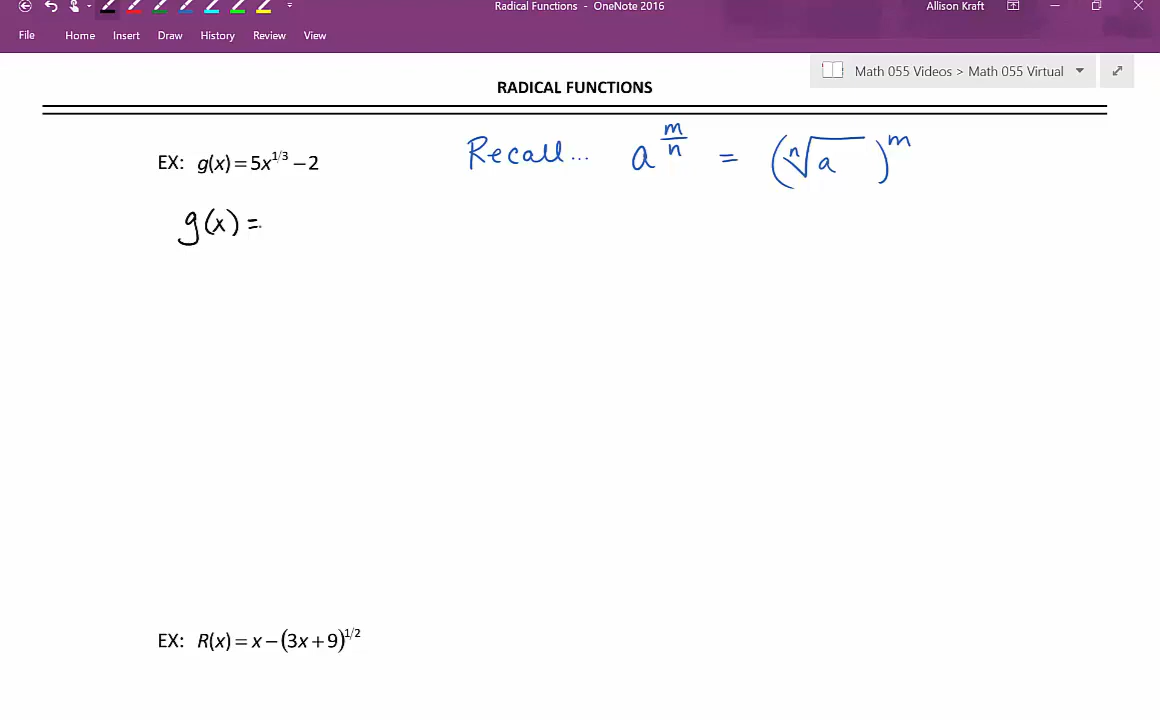 Radical Functions - OneNote 2016
Allison Kraft
File Home Insert Draw History Review View
Math 055 Videos > Math 055 Virtual
RADICAL FUNCTIONS
EX: g(x) = 5x^{1/3} − 2
Recall... a^{m/n} = (ⁿ√a)^m
g(x) =
EX: R(x) = x − (3x + 9)^{1/2}